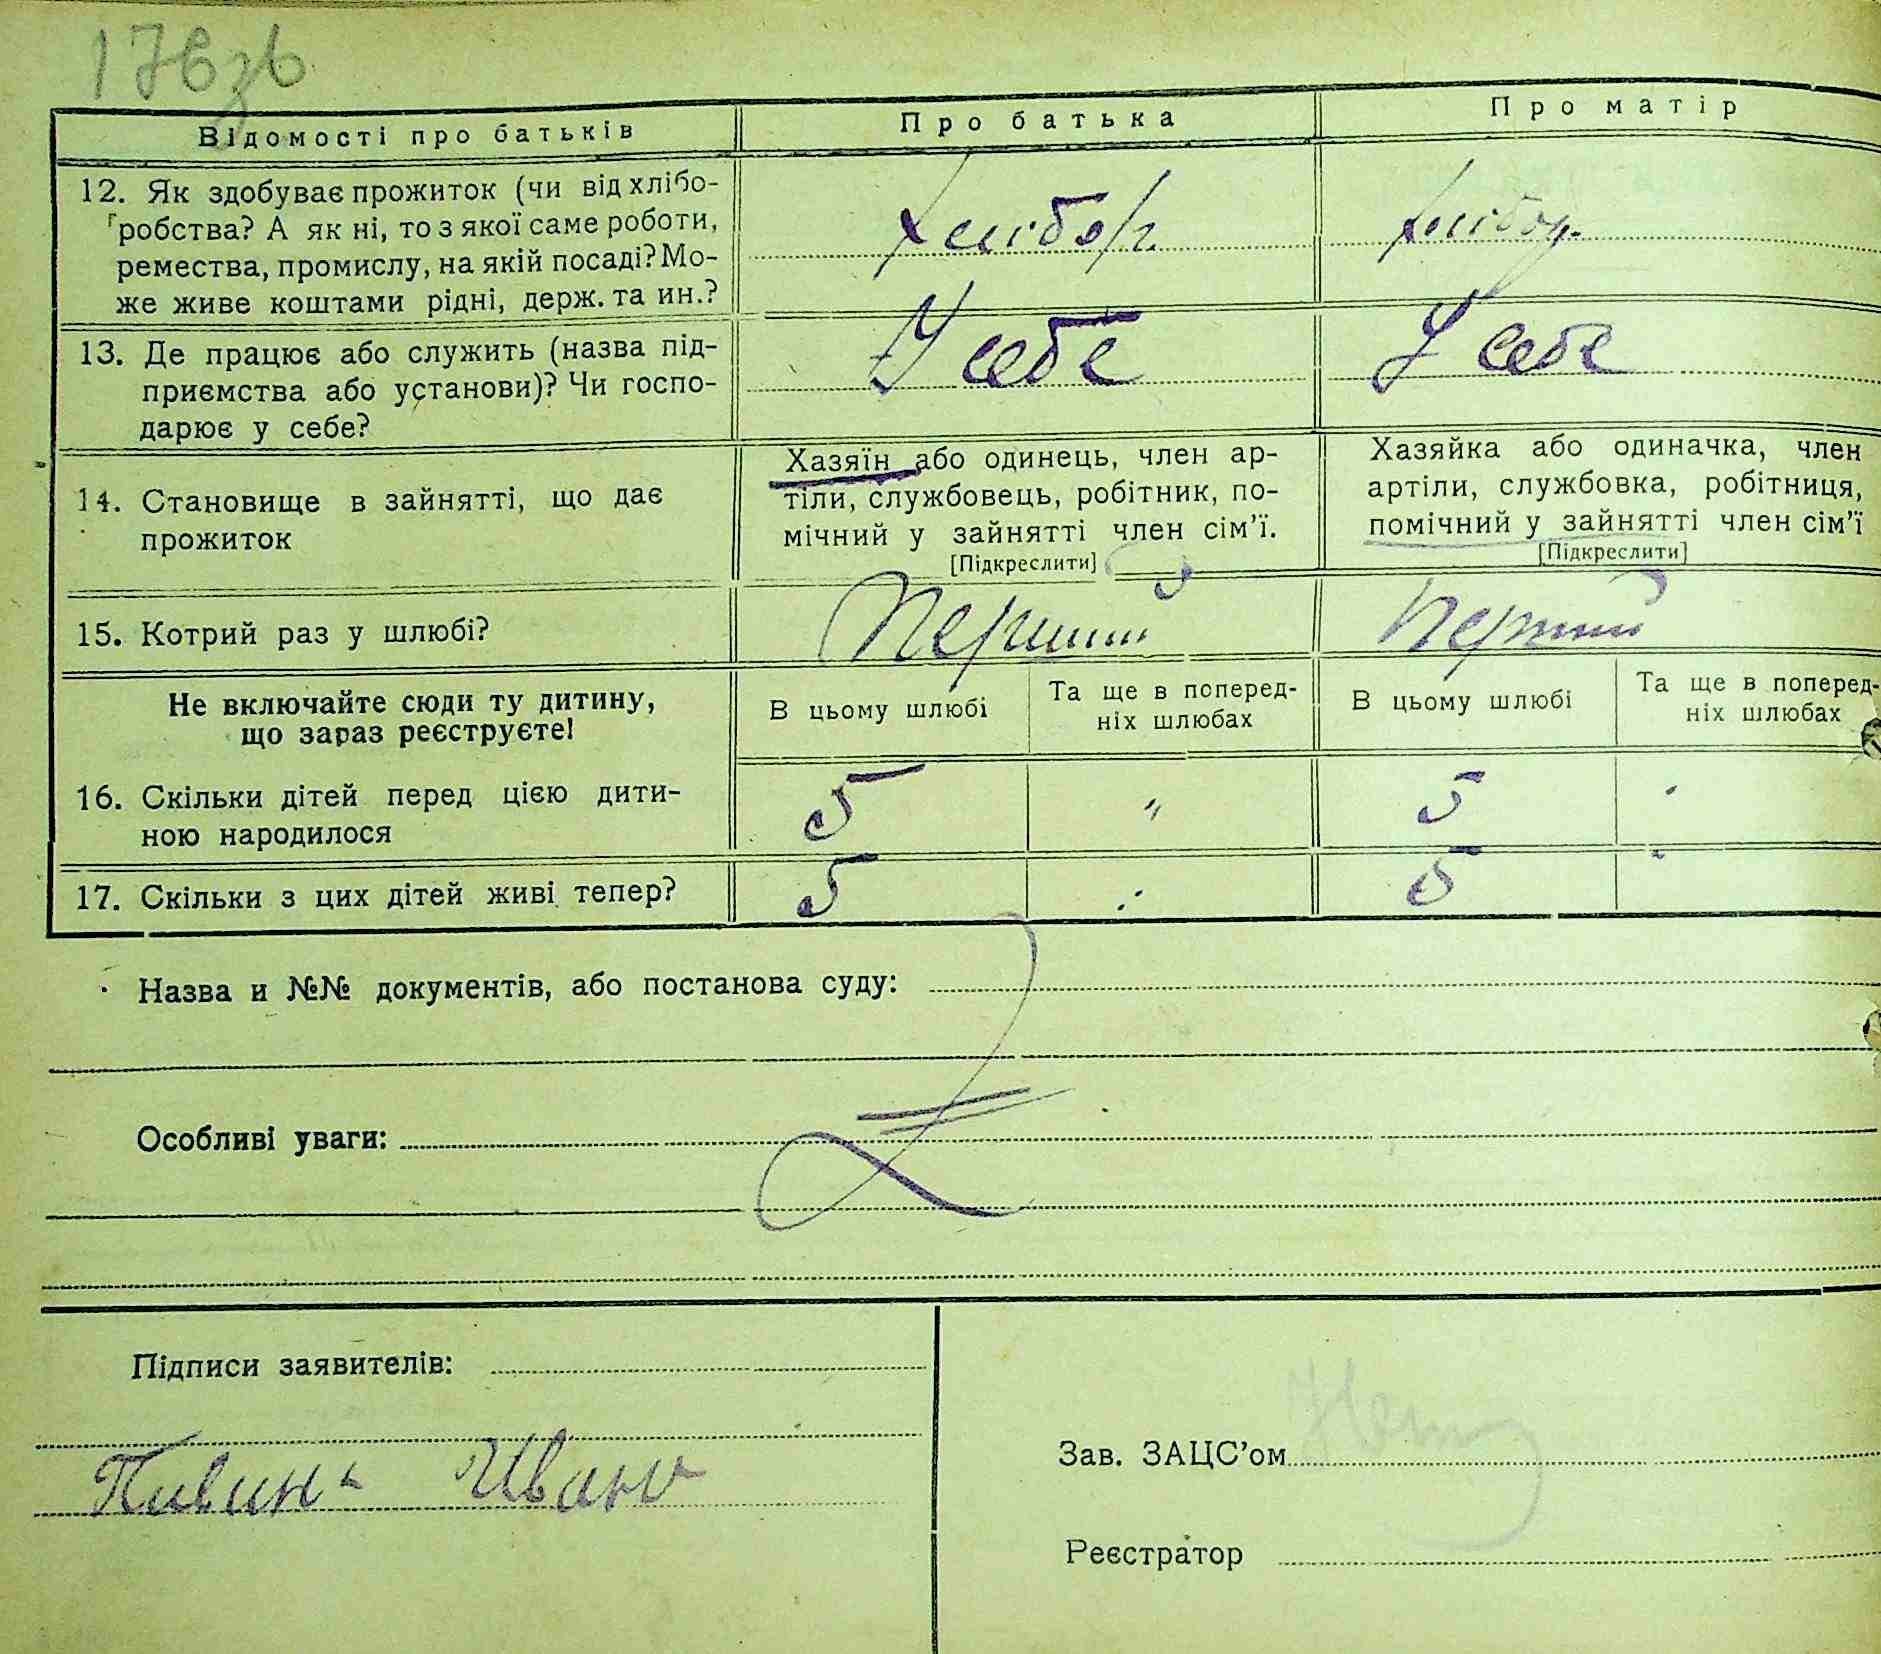 176зв
Відомості про батьків
Про батька
Про матір
12. Як здобуває прожиток (чи від хлібо-
робства? А як ні, то з якої саме роботи,
ремества, промислу, на якій посаді? Мо-
же живе коштами рідні, держ. та ин.?
Хлібор.
Хлібор.
13. Де працює або служить (назва під-
приємства або установи)? Чи госпо-
дарює у себе?
У себе
У себе
14. Становище в зайнятті, що дає
прожиток
Хазяїн або одинець, член ар-
тіли, службовець, робітник, по-
мічний у зайнятті член сім'ї.
[Підкреслити]
Хазяйка або одиначка, член
артіли, службовка, робітниця,
помічний у зайнятті член сім'ї
[Підкреслити]
15. Котрий раз у шлюбі?
Перший
Перший
Не включайте сюди ту дитину,
що зараз реєструєте!
В цьому шлюбі
Та ще в поперед-
ніх шлюбах
В цьому шлюбі
Та ще в поперед-
ніх шлюбах
16. Скільки дітей перед цією дити-
ною народилося
5
"
5
"
17. Скільки з цих дітей живі тепер?
5
"
5
"
Назва и №№ документів, або постанова суду:
Особливі уваги:
Підписи заявителів:
Пивинь Иванъ
Зав. ЗАЦС'ом
Реєстратор